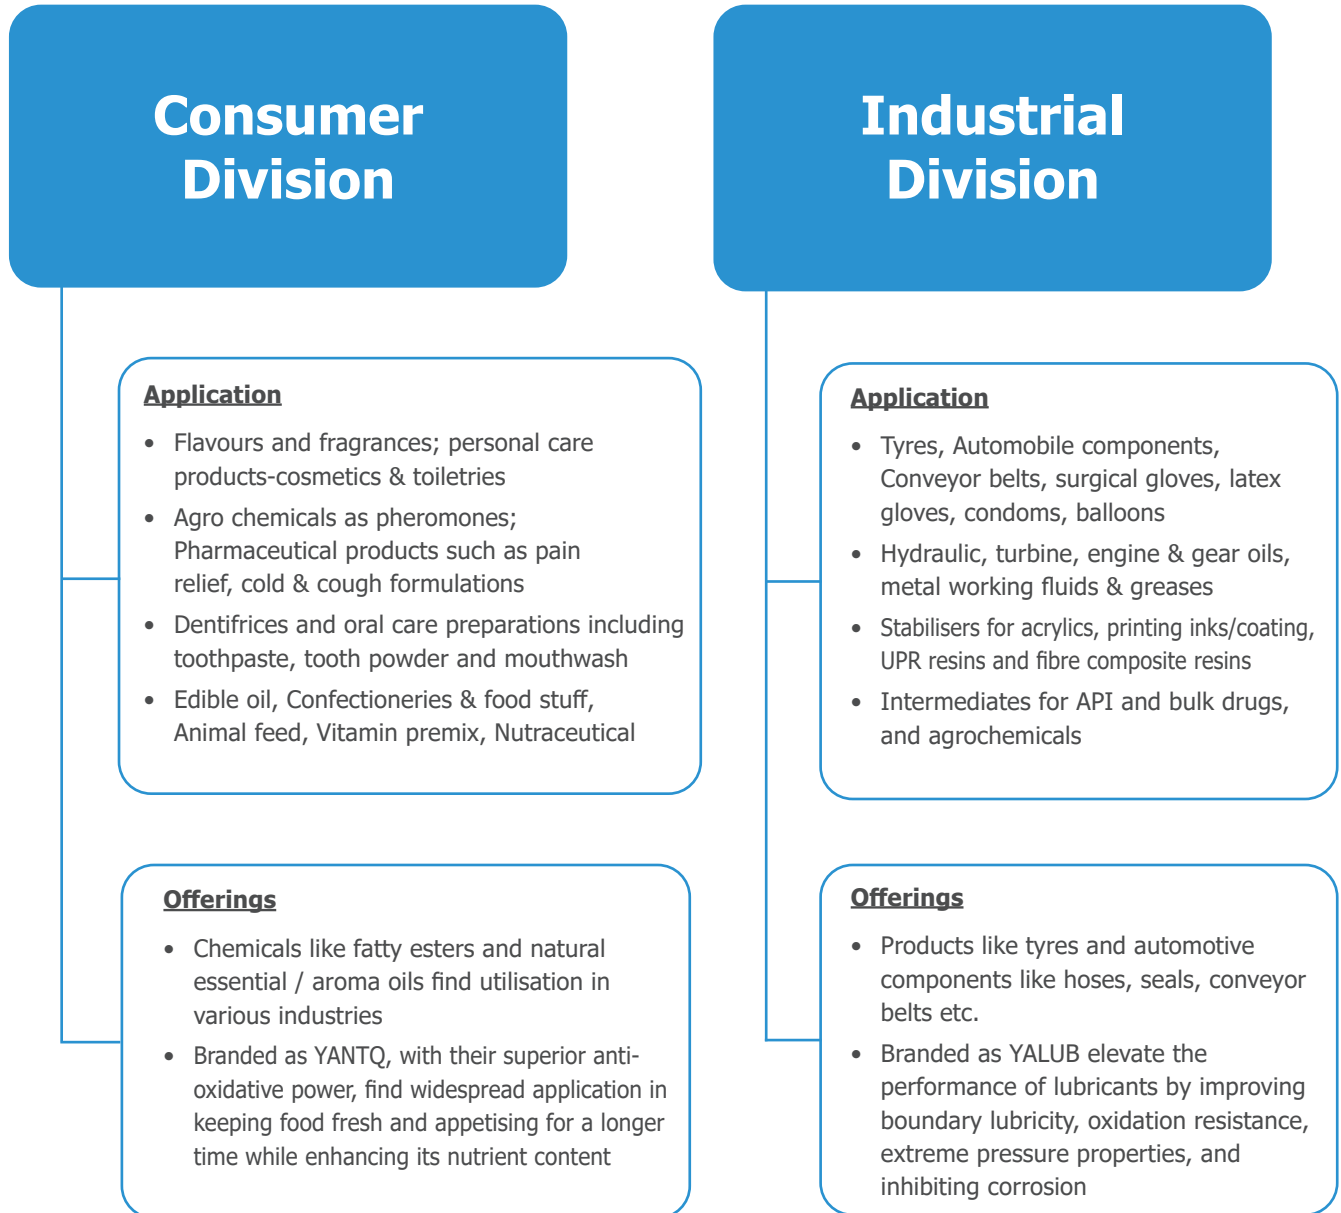 Consumer
Division
Application
• Flavours and fragrances; personal care
products-cosmetics & toiletries
• Agro chemicals as pheromones;
Pharmaceutical products such as pain
relief, cold & cough formulations
• Dentifrices and oral care preparations including
toothpaste, tooth powder and mouthwash
• Edible oil, Confectioneries & food stuff,
Animal feed, Vitamin premix, Nutraceutical
Offerings
• Chemicals like fatty esters and natural
essential / aroma oils find utilisation in
various industries
• Branded as YANTQ, with their superior anti-
oxidative power, find widespread application in
keeping food fresh and appetising for a longer
time while enhancing its nutrient content
Industrial
Division
Application
• Tyres, Automobile components,
Conveyor belts, surgical gloves, latex
gloves, condoms, balloons
• Hydraulic, turbine, engine & gear oils,
metal working fluids & greases
• Stabilisers for acrylics, printing inks/coating,
UPR resins and fibre composite resins
• Intermediates for API and bulk drugs,
and agrochemicals
Offerings
• Products like tyres and automotive
components like hoses, seals, conveyor
belts etc.
• Branded as YALUB elevate the
performance of lubricants by improving
boundary lubricity, oxidation resistance,
extreme pressure properties, and
inhibiting corrosion